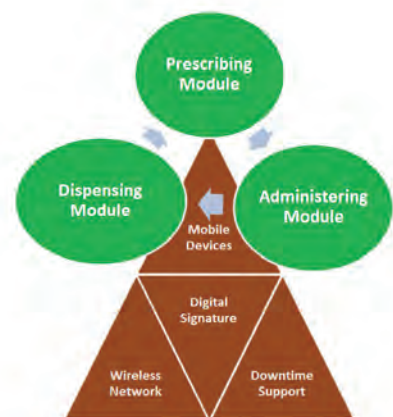 Prescribing
Module
Dispensing
Module
Administering
Module
Mobile
Devices
Digital
Signature
Wireless
Network
Downtime
Support